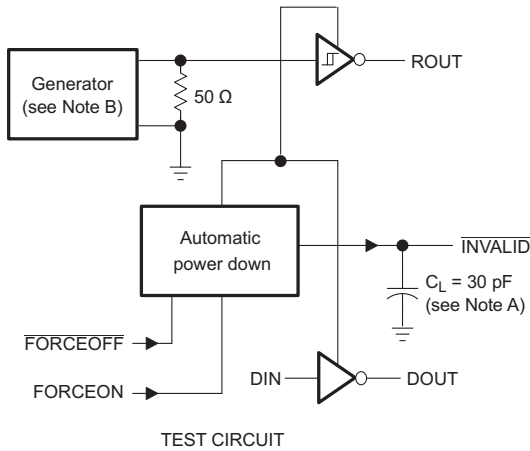 ROUT
Generator
(see Note B)
50 Ω
Automatic
power down
INVALID
CL = 30 pF
(see Note A)
FORCEOFF
FORCEON
DIN
DOUT
TEST CIRCUIT